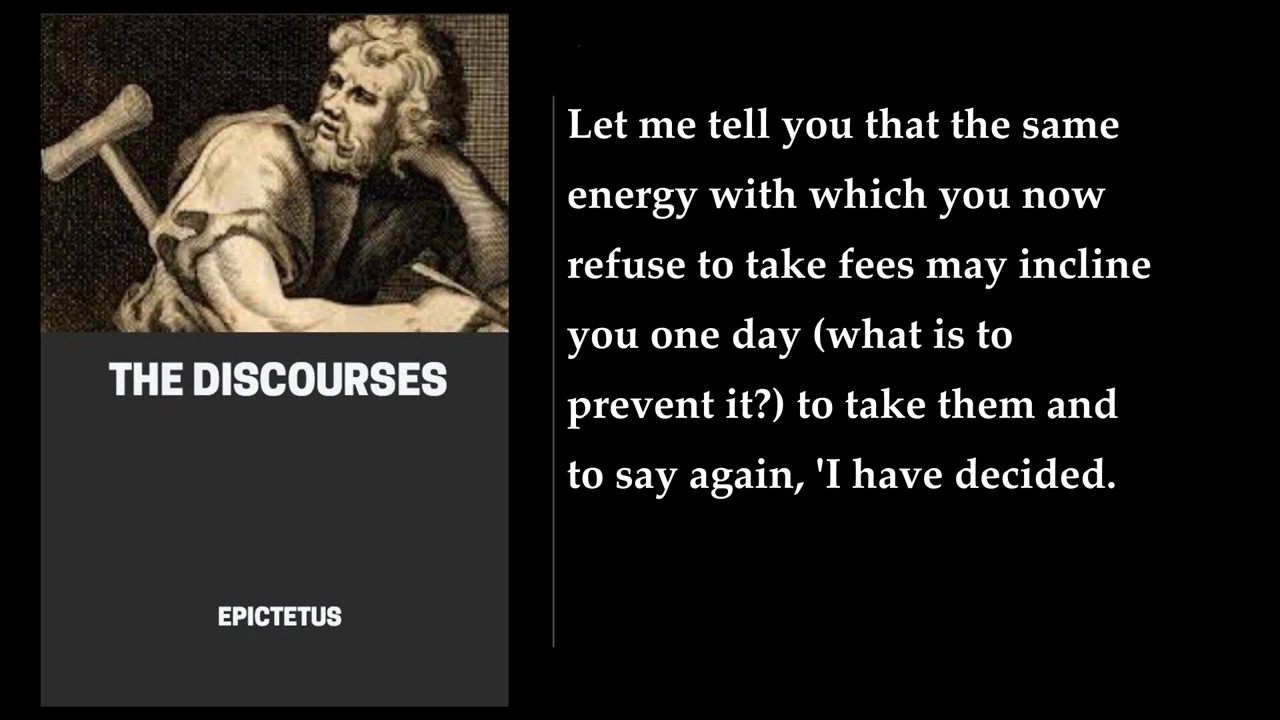 THE DISCOURSES
EPICTETUS
Let me tell you that the same
energy with which you now
refuse to take fees may incline
you one day (what is to
prevent it?) to take them and
to say again, 'I have decided.